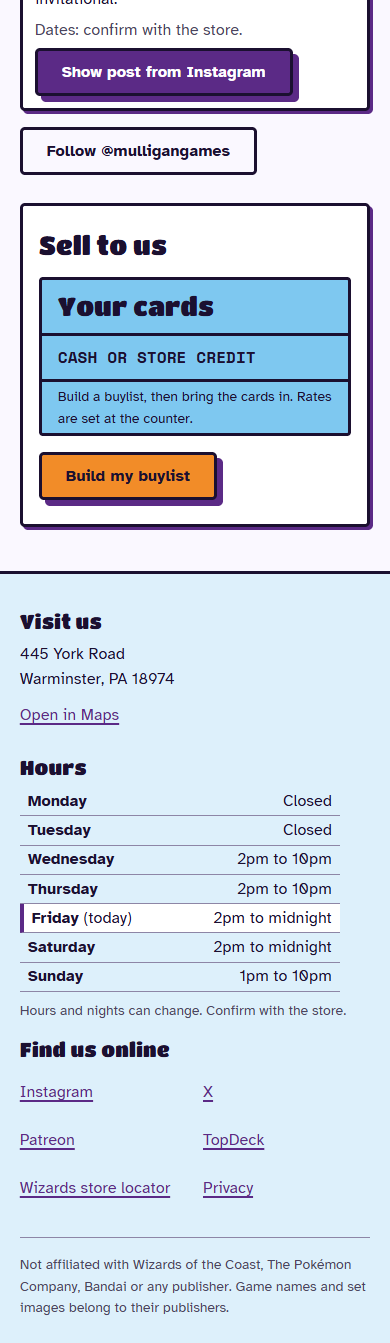 invitational.
Dates: confirm with the store.
Show post from Instagram
Follow @mulligangames
Sell to us
Your cards
CASH OR STORE CREDIT
Build a buylist, then bring the cards in. Rates
are set at the counter.
Build my buylist
Visit us
445 York Road
Warminster, PA 18974
Open in Maps
Hours
Monday Closed
Tuesday Closed
Wednesday 2pm to 10pm
Thursday 2pm to 10pm
Friday (today) 2pm to midnight
Saturday 2pm to midnight
Sunday 1pm to 10pm
Hours and nights can change. Confirm with the store.
Find us online
Instagram X
Patreon TopDeck
Wizards store locator Privacy
Not affiliated with Wizards of the Coast, The Pokémon
Company, Bandai or any publisher. Game names and set
images belong to their publishers.